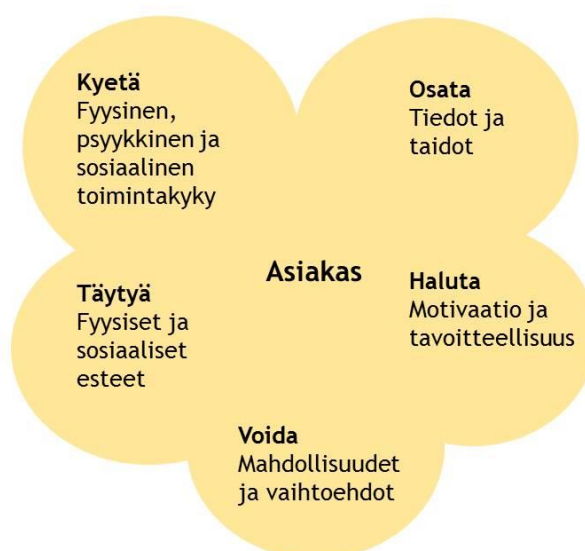 Kyetä
Fyysinen,
psyykkinen ja
sosiaalinen
toimintakyky
Osata
Tiedot ja
taidot
Asiakas
Täytyä
Fyysiset ja
sosiaaliset
esteet
Haluta
Motivaatio ja
tavoitteellisuus
Voida
Mahdollisuudet
ja vaihtoehdot